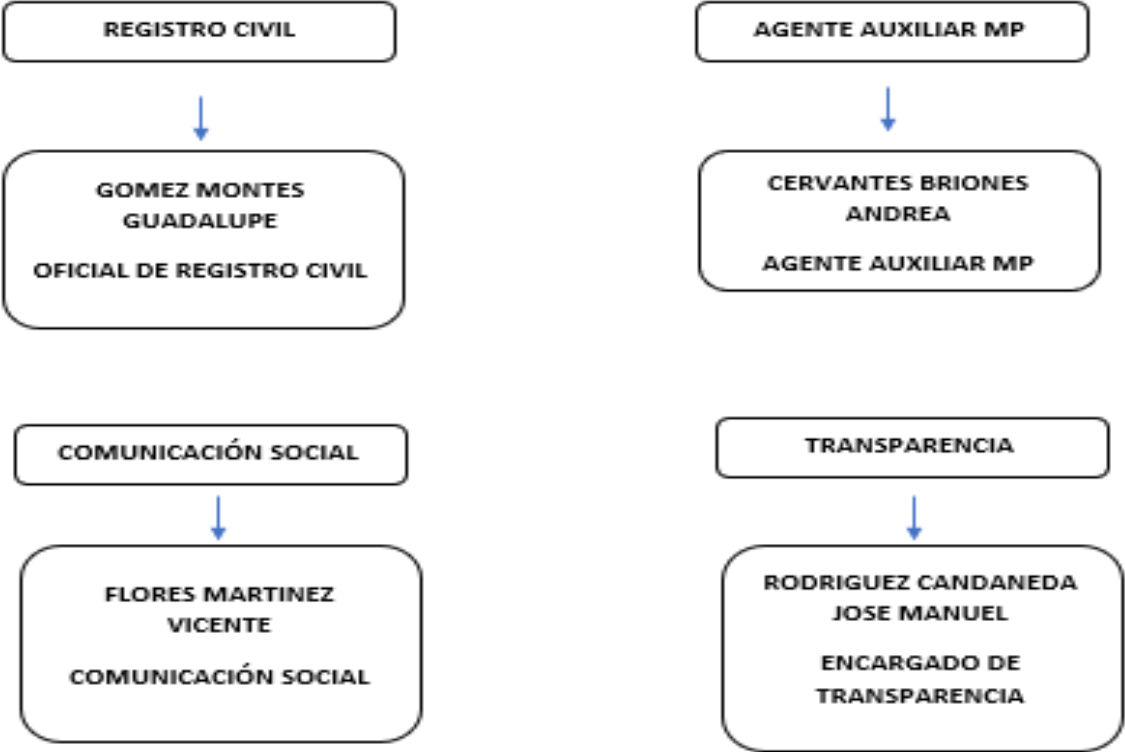 REGISTRO CIVIL
GOMEZ MONTES
GUADALUPE
OFICIAL DE REGISTRO CIVIL
AGENTE AUXILIAR MP
CERVANTES BRIONES
ANDREA
AGENTE AUXILIAR MP
COMUNICACIÓN SOCIAL
FLORES MARTINEZ
VICENTE
COMUNICACIÓN SOCIAL
TRANSPARENCIA
RODRIGUEZ CANDANEDA
JOSE MANUEL
ENCARGADO DE
TRANSPARENCIA